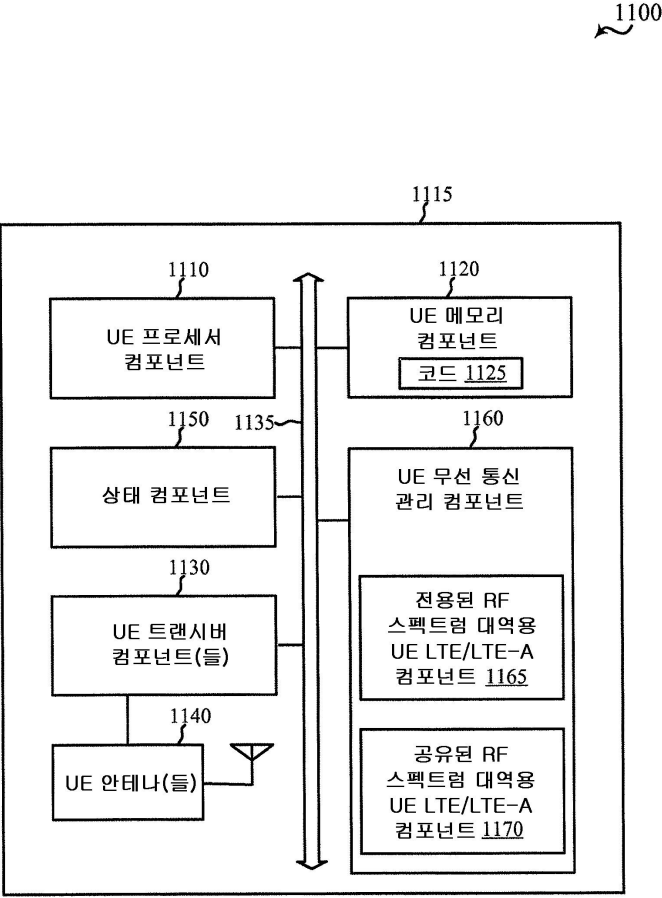 1100
1115
1110
UE 프로세서
컴포넌트
1120
UE 메모리
컴포넌트
코드 1125
1150
1135
상태 컴포넌트
1160
UE 무선 통신
관리 컴포넌트
1130
UE 트랜시버
컴포넌트(들)
전용된 RF
스펙트럼 대역용
UE LTE/LTE-A
컴포넌트 1165
1140
UE 안테나(들)
공유된 RF
스펙트럼 대역용
UE LTE/LTE-A
컴포넌트 1170